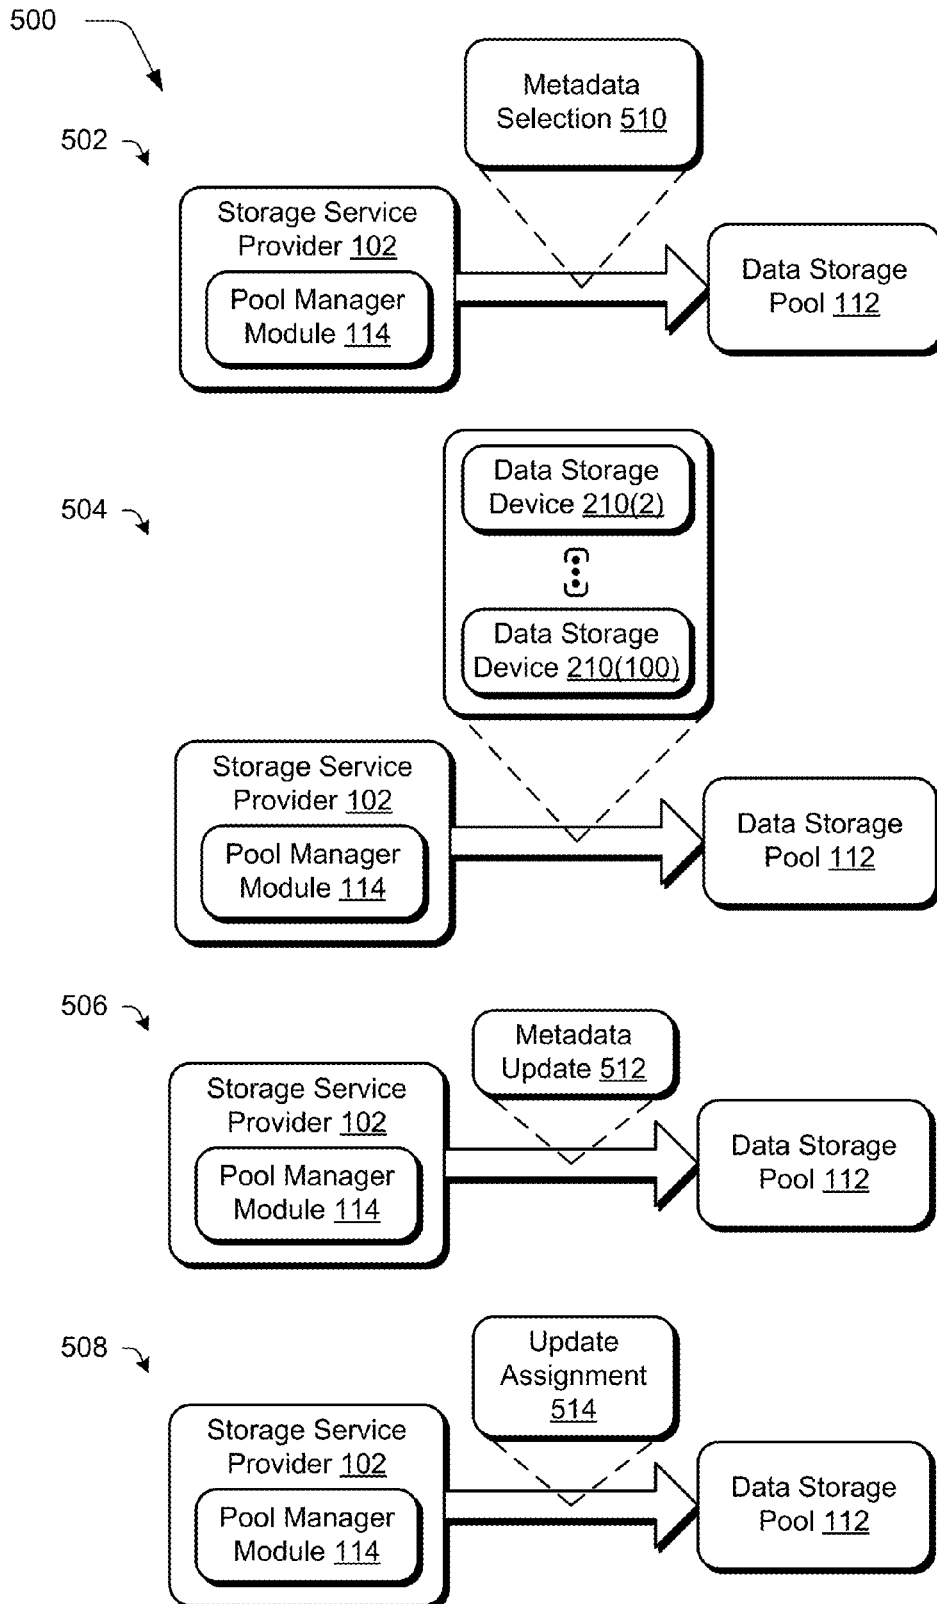 500
Metadata
Selection 510
502
Storage Service
Provider 102
Pool Manager
Module 114
Data Storage
Pool 112
504
Data Storage
Device 210(2)
Data Storage
Device 210(100)
Storage Service
Provider 102
Pool Manager
Module 114
Data Storage
Pool 112
506
Metadata
Update 512
Storage Service
Provider 102
Pool Manager
Module 114
Data Storage
Pool 112
508
Update
Assignment
514
Storage Service
Provider 102
Pool Manager
Module 114
Data Storage
Pool 112